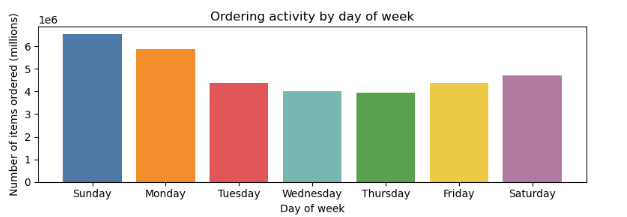 Ordering activity by day of week
1e6
Number of items ordered (millions)
6
5
4
3
2
1
0
Sunday Monday Tuesday Wednesday Thursday Friday Saturday
Day of week